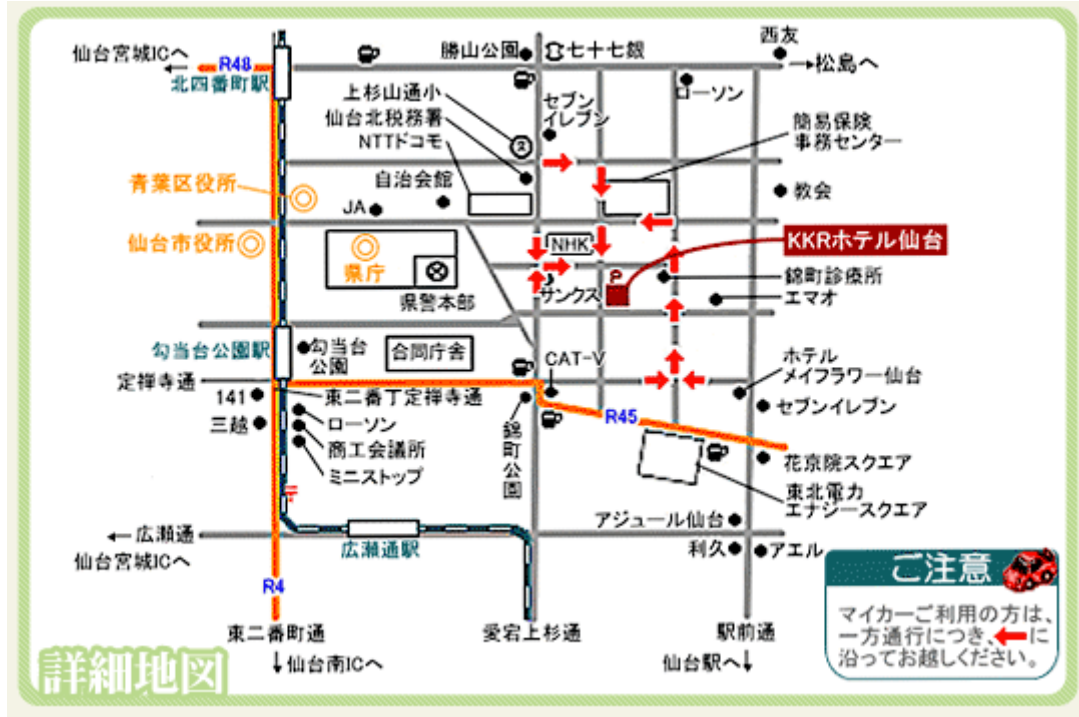 仙台宮城ICへ
R48
北四番町駅
勝山公園
七十七銀
西友
→松島へ
ローソン
上杉山通小
仙台北税務署
NTTドコモ
セブン
イレブン
簡易保険
事務センター
文
青葉区役所
自治会館
JA
教会
仙台市役所
県庁
県警本部
NHK
KKRホテル仙台
P
サンクス
錦町診療所
エマオ
勾当台公園駅
勾当台
公園
合同庁舎
CAT-V
ホテル
メイフラワー仙台
定禅寺通
141
東二番丁定禅寺通
セブンイレブン
三越
ローソン
商工会議所
ミニストップ
錦町公園
R45
花京院スクエア
東北電力
エナジースクエア
〒
←広瀬通
仙台宮城ICへ
広瀬通駅
アジュール仙台
利久
アエル
R4
東二番町通
↓仙台南ICへ
愛宕上杉通
駅前通
仙台駅へ↓
ご注意
マイカーご利用の方は、
一方通行につき、←に
沿ってお越しください。
詳細地図